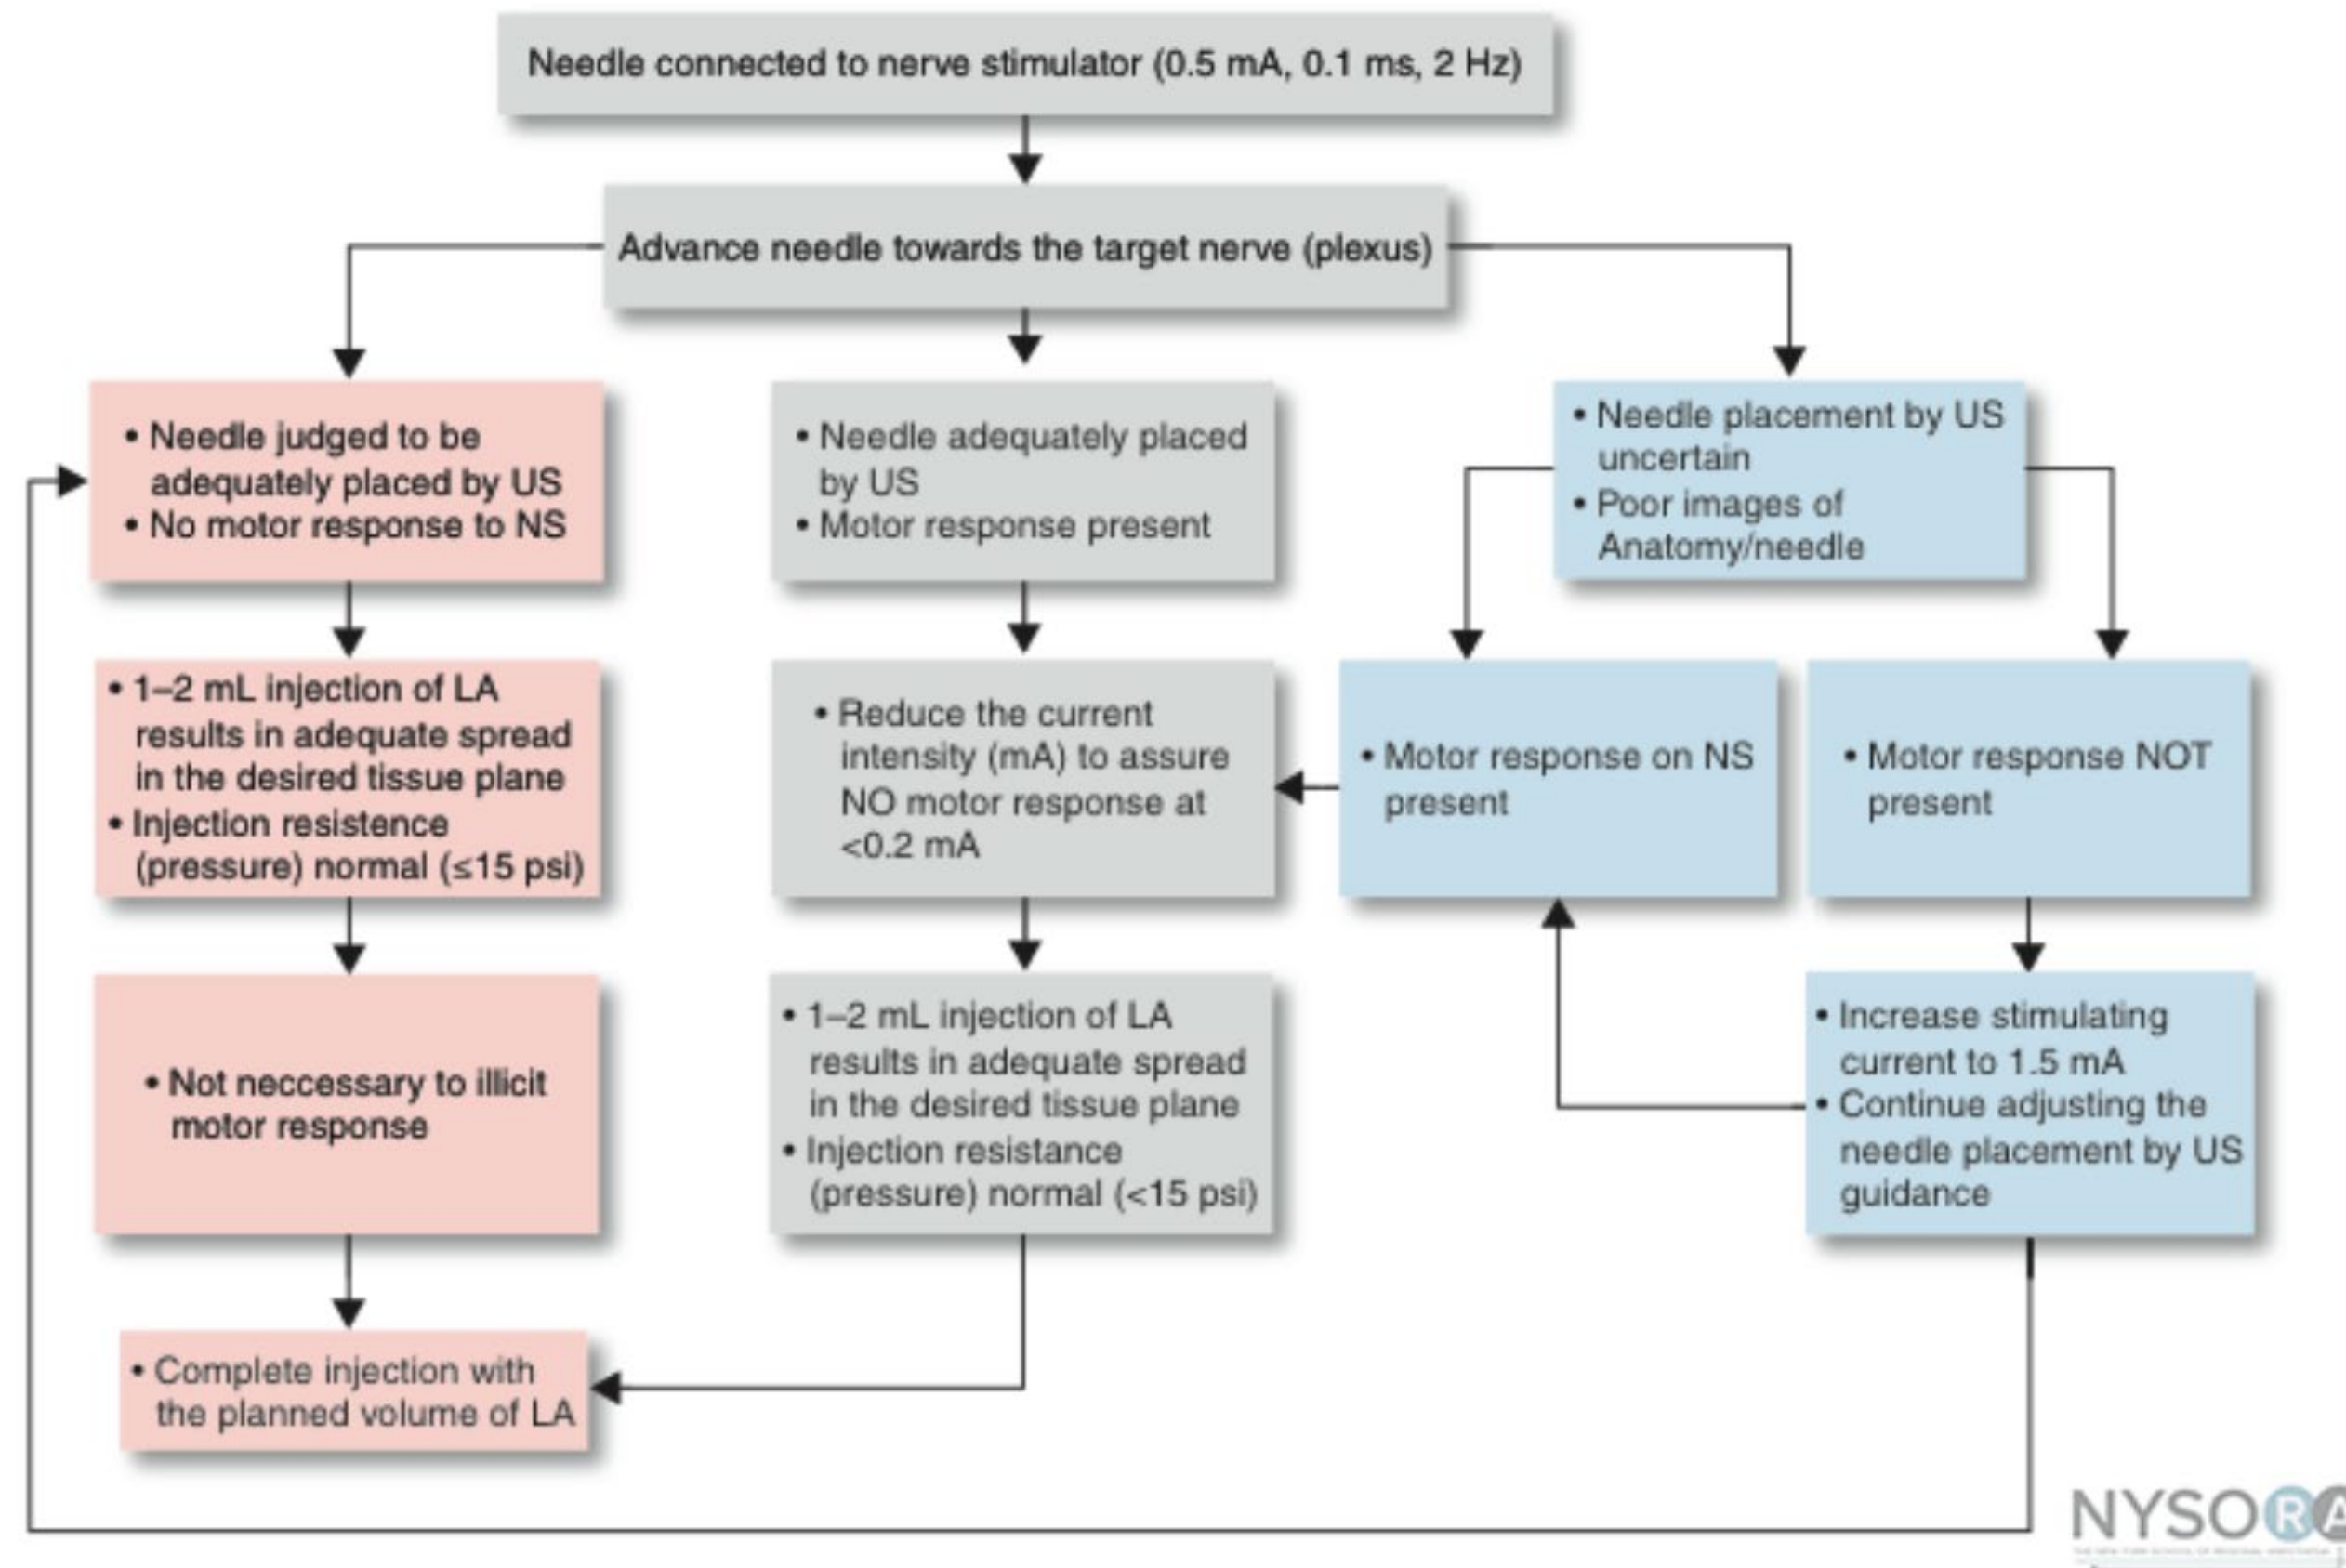 Needle connected to nerve stimulator (0.5 mA, 0.1 ms, 2 Hz)
Advance needle towards the target nerve (plexus)
• Needle judged to be
adequately placed by US
• No motor response to NS
• Needle adequately placed
by US
• Motor response present
• Needle placement by US
uncertain
• Poor images of
Anatomy/needle
• 1–2 mL injection of LA
results in adequate spread
in the desired tissue plane
• Injection resistence
(pressure) normal (≤15 psi)
• Reduce the current
intensity (mA) to assure
NO motor response at
<0.2 mA
• Motor response on NS
present
• Motor response NOT
present
• Not neccessary to illicit
motor response
• 1–2 mL injection of LA
results in adequate spread
in the desired tissue plane
• Injection resistance
(pressure) normal (<15 psi)
• Increase stimulating
current to 1.5 mA
• Continue adjusting the
needle placement by US
guidance
• Complete injection with
the planned volume of LA
NYSORA